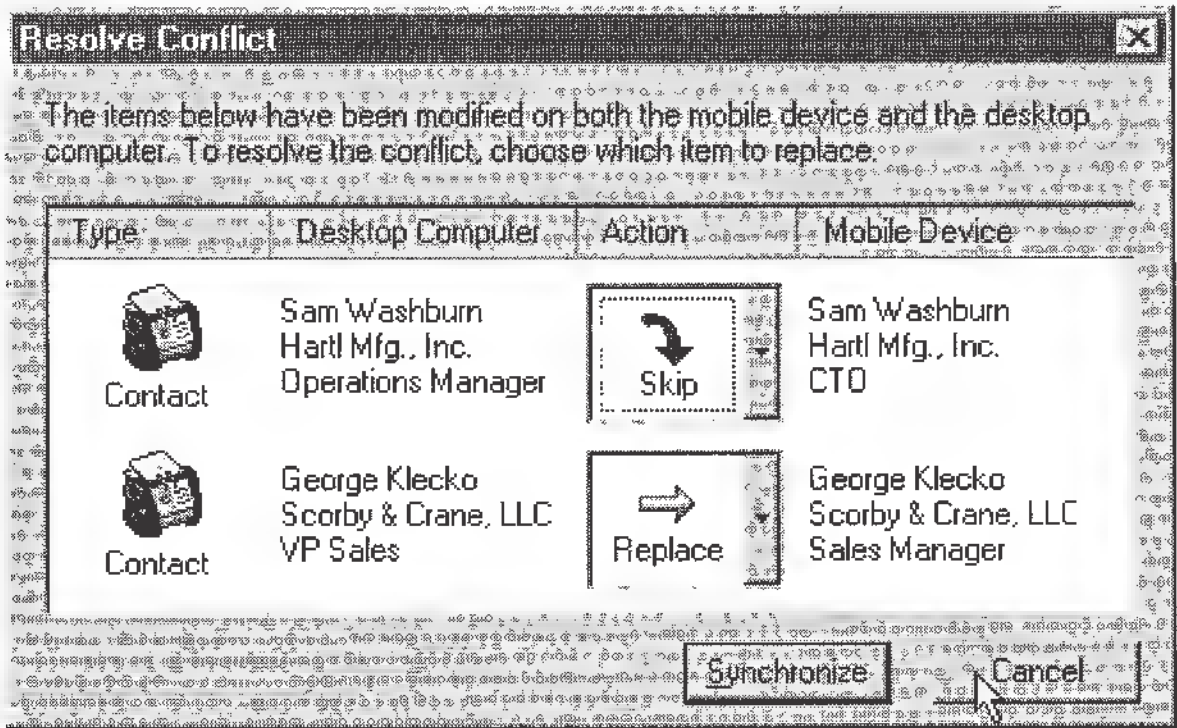 Resolve Conflict
The items below have been modified on both the mobile device and the desktop
computer. To resolve the conflict, choose which item to replace.
Type Desktop Computer Action Mobile Device
Sam Washburn Sam Washburn
Hartl Mfg., Inc. Hartl Mfg., Inc.
Operations Manager Skip CTO
Contact
George Klecko George Klecko
Scorby & Crane, LLC Scorby & Crane, LLC
VP Sales Replace Sales Manager
Contact
Synchronize Cancel